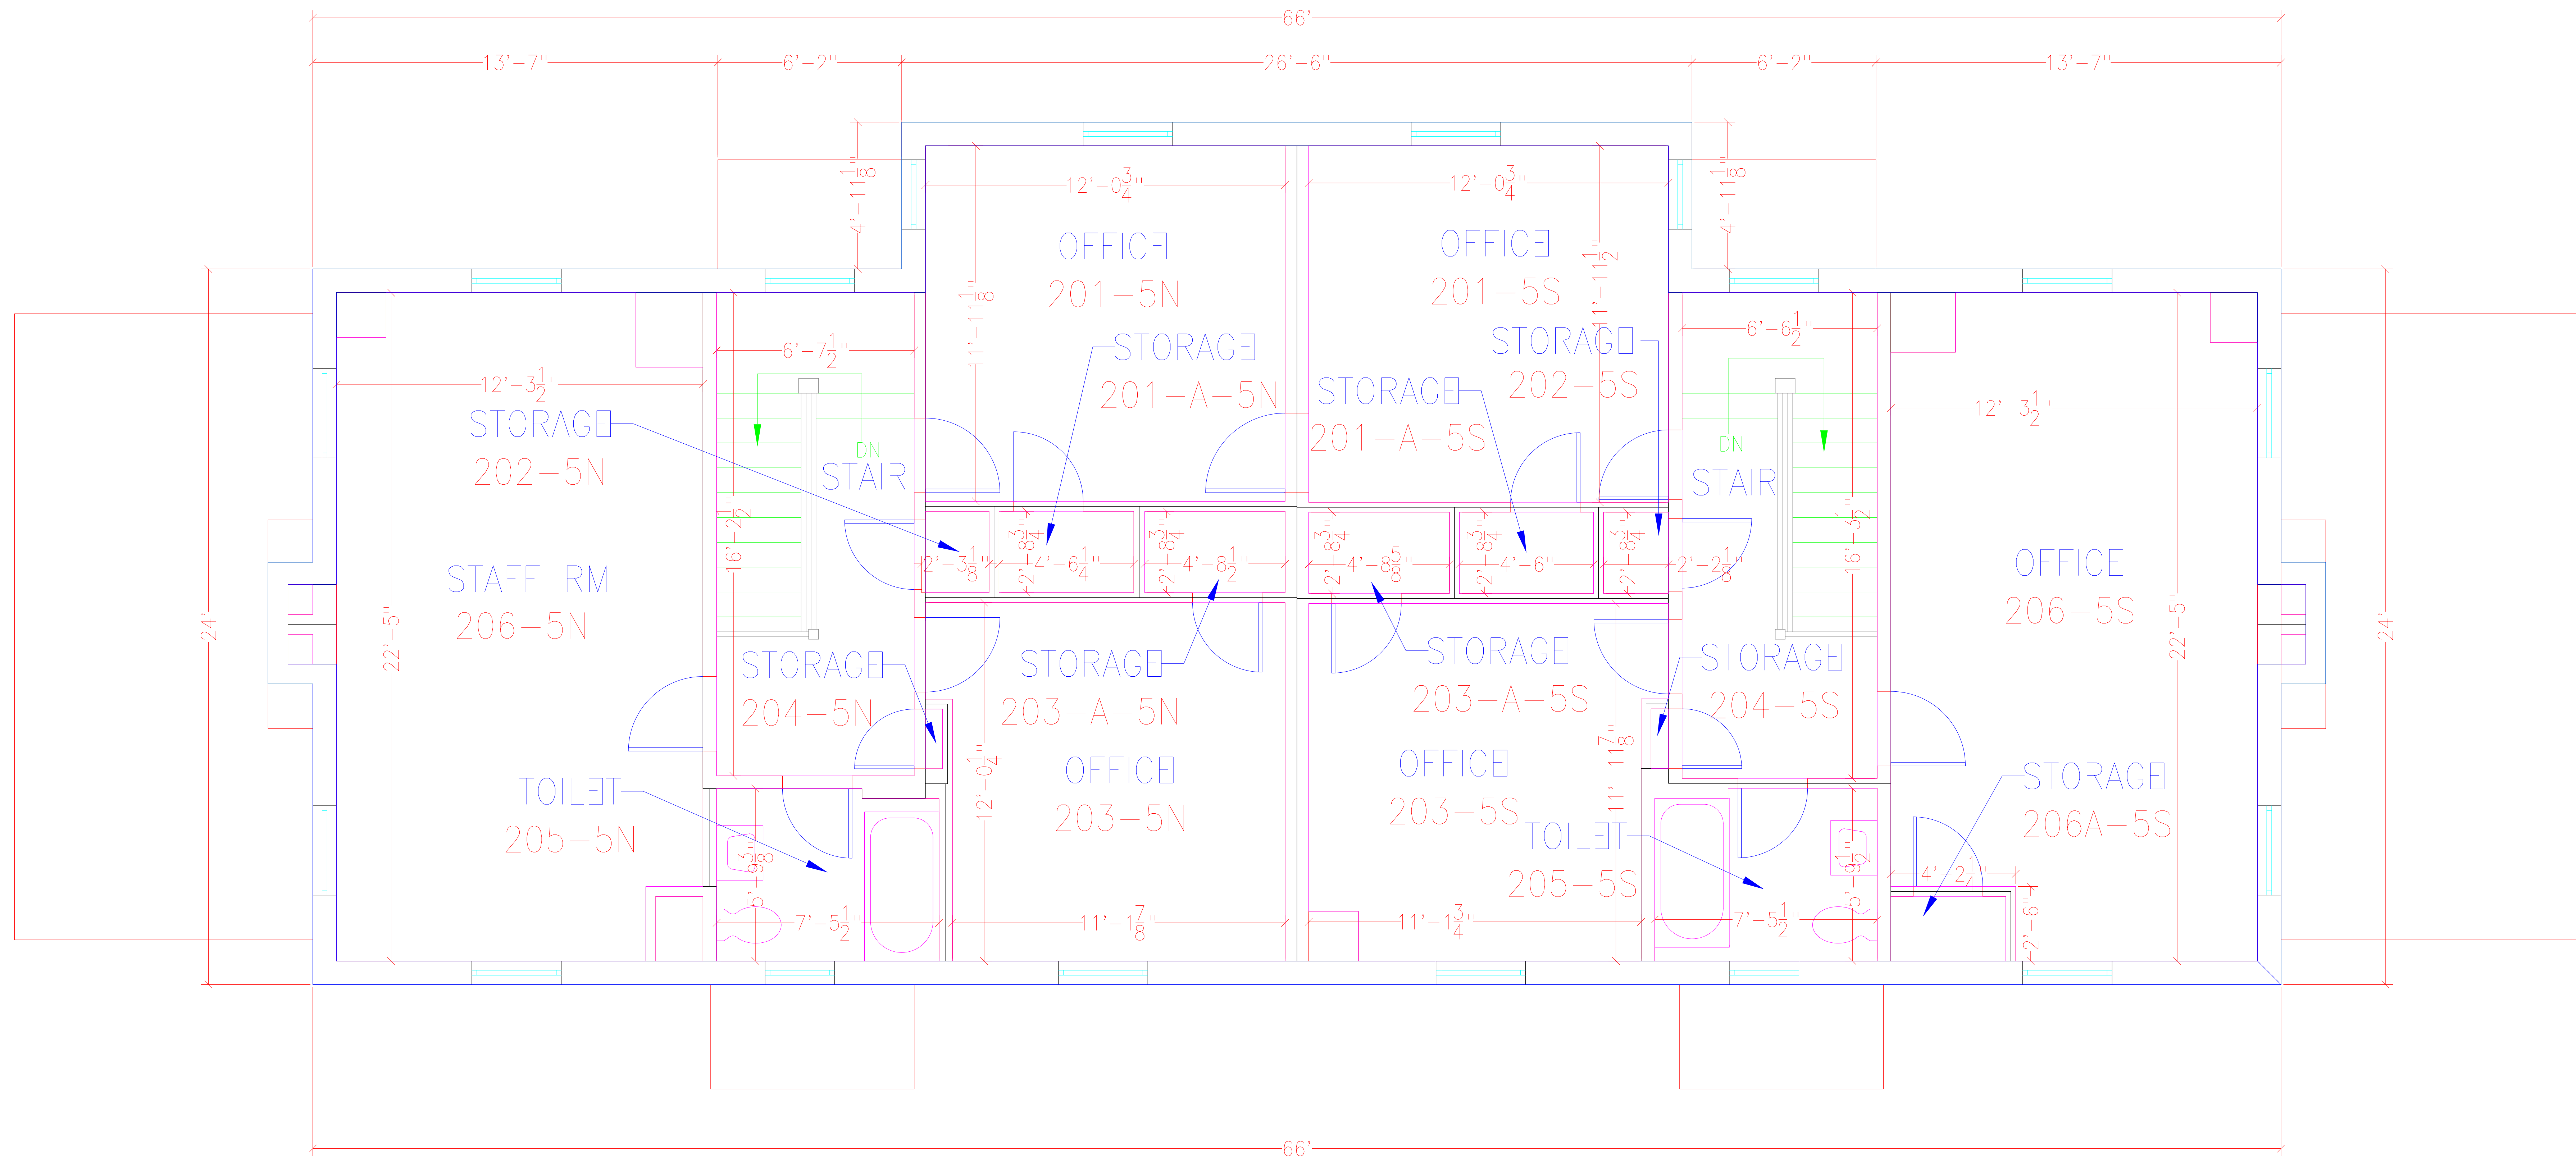 66'
13'-7"
6'-2"
26'-6"
6'-2"
13'-7"
4'-11 1/8"
4'-11 1/8"
12'-0 3/4"
12'-0 3/4"
OFFICE
201-5N
OFFICE
201-5S
11'-11 1/8"
11'-11 1/2"
6'-7 1/2"
6'-6 1/2"
STORAGE
201-A-5N
STORAGE
202-5S
STORAGE
201-A-5S
12'-3 1/2"
12'-3 1/2"
STORAGE
202-5N
DN
STAIR
DN
STAIR
16'-2 1/2"
16'-3 1/2"
2'-8 3/4"
2'-8 3/4"
2'-8 3/4"
2'-8 3/4"
2'-8 3/4"
2'-3 1/8"
4'-6 1/4"
4'-8 1/2"
4'-8 5/8"
4'-6"
2'-2 1/8"
STAFF RM
206-5N
OFFICE
206-5S
24'
22'-5"
22'-5"
24'
STORAGE
204-5N
STORAGE
203-A-5N
STORAGE
203-A-5S
STORAGE
204-5S
12'-0 1/4"
11'-11 7/8"
OFFICE
203-5N
OFFICE
203-5S
TOILET
205-5N
TOILET
205-5S
STORAGE
206A-5S
5'-9 3/8"
5'-9 1/2"
4'-2 1/4"
2'-6"
7'-5 1/2"
11'-1 7/8"
11'-1 3/4"
7'-5 1/2"
66'